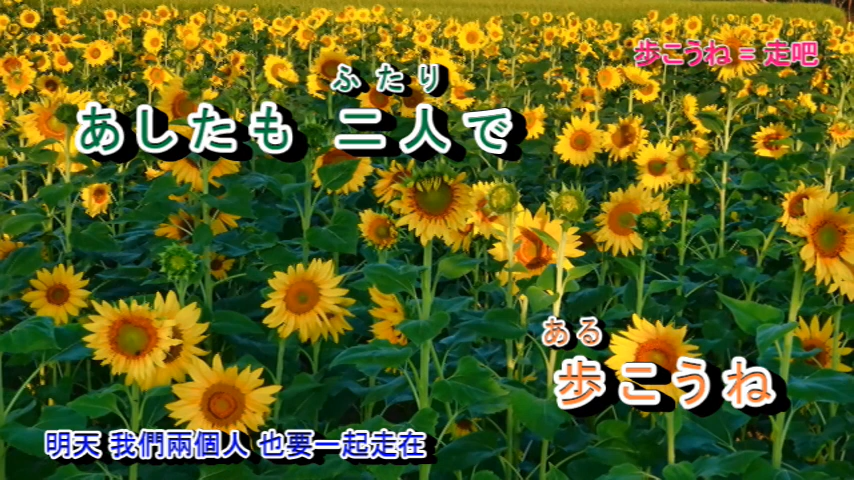 歩こうね = 走吧
ふたり
あしたも 二人で
ある
歩こうね
明天 我們兩個人 也要一起走在